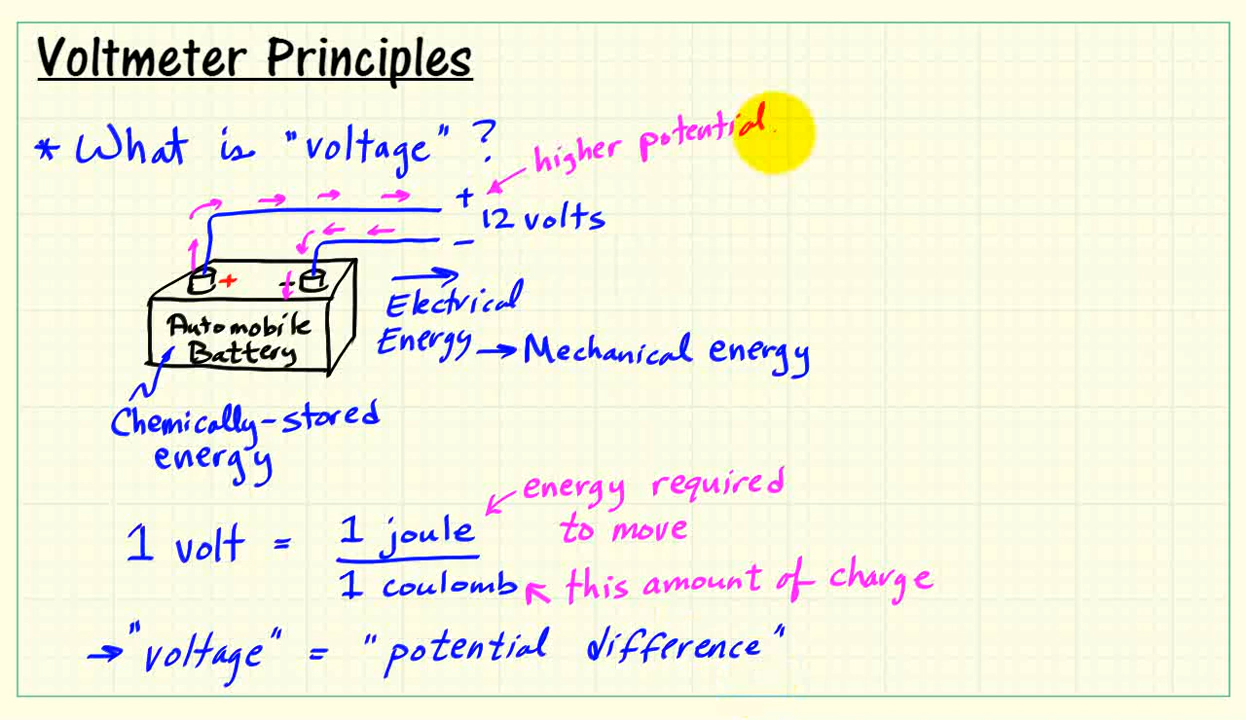 Voltmeter Principles
* What is "voltage" ?
higher potential
+
12 volts
−
+ −
Automobile
Battery
Electrical
Energy → Mechanical energy
Chemically-stored
energy
energy required
to move
1 volt = 1 joule
1 coulomb
this amount of charge
→ "voltage" = "potential difference"